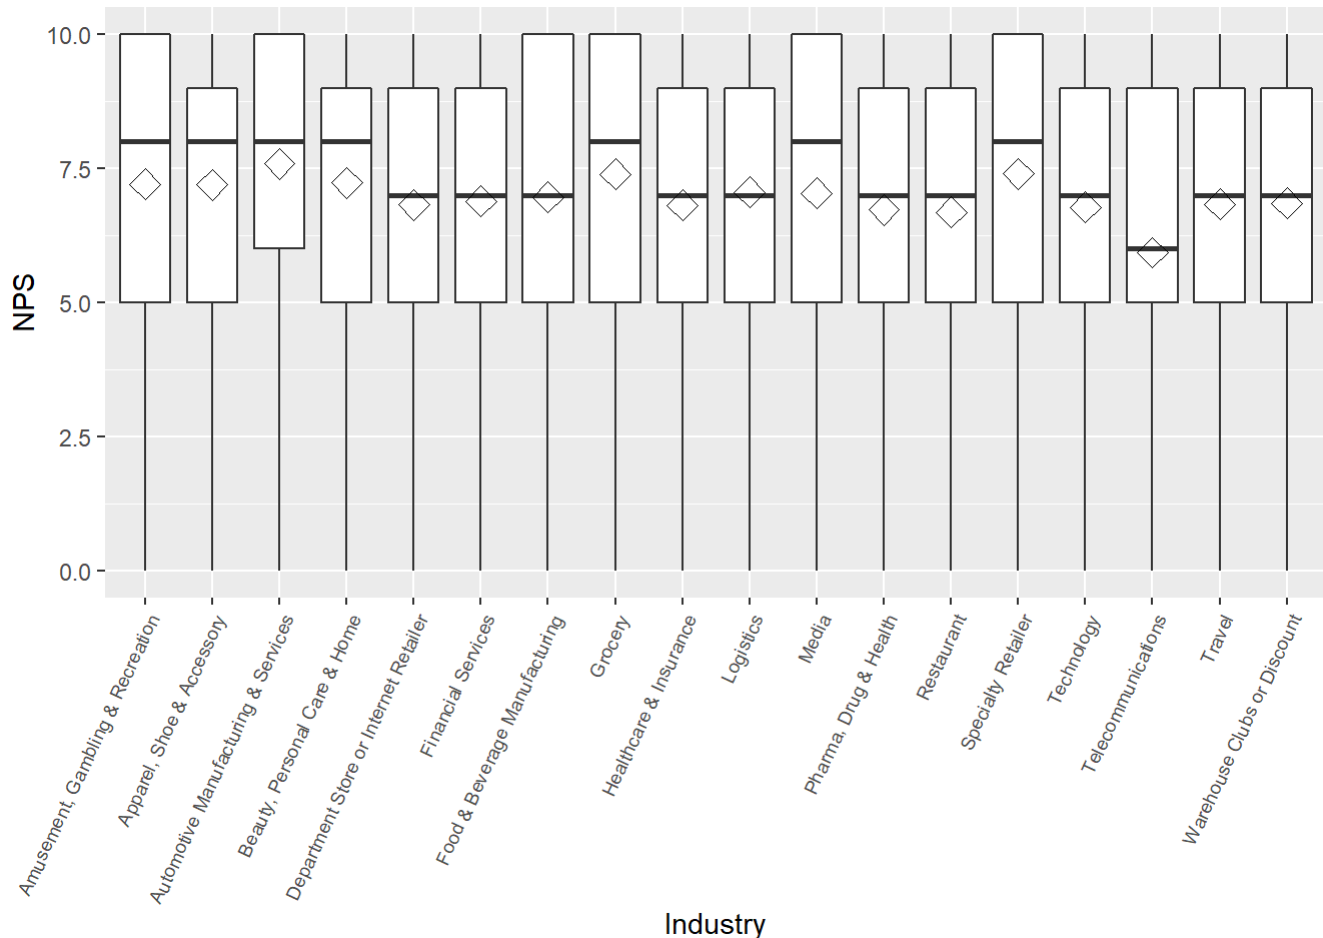 10.0
7.5
5.0
2.5
0.0
NPS
Amusement, Gambling & Recreation
Apparel, Shoe & Accessory
Automotive Manufacturing & Services
Beauty, Personal Care & Home
Department Store or Internet Retailer
Financial Services
Food & Beverage Manufacturing
Grocery
Healthcare & Insurance
Logistics
Media
Pharma, Drug & Health
Restaurant
Specialty Retailer
Technology
Telecommunications
Travel
Warehouse Clubs or Discount
Industry